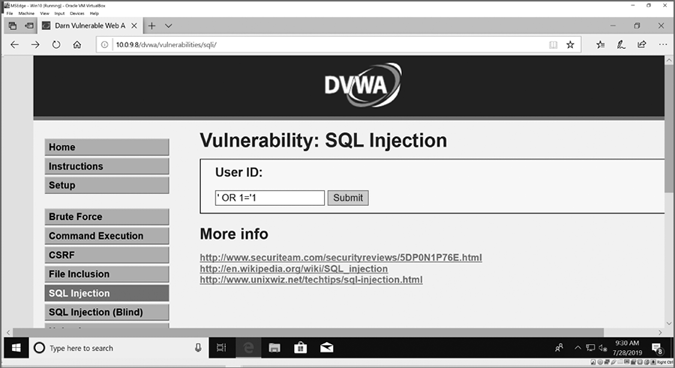 MSEdge - Win10 [Running] - Oracle VM VirtualBox
File Machine View Input Devices Help
Darn Vulnerable Web A
10.0.9.8/dvwa/vulnerabilities/sqli/
DVWA
Vulnerability: SQL Injection
Home
Instructions
Setup
Brute Force
Command Execution
CSRF
File Inclusion
SQL Injection
SQL Injection (Blind)
User ID:
' OR 1='1 Submit
More info
http://www.securiteam.com/securityreviews/5DP0N1P76E.html
http://en.wikipedia.org/wiki/SQL_injection
http://www.unixwiz.net/techtips/sql-injection.html
Type here to search
9:30 AM
7/28/2019
Right Ctrl